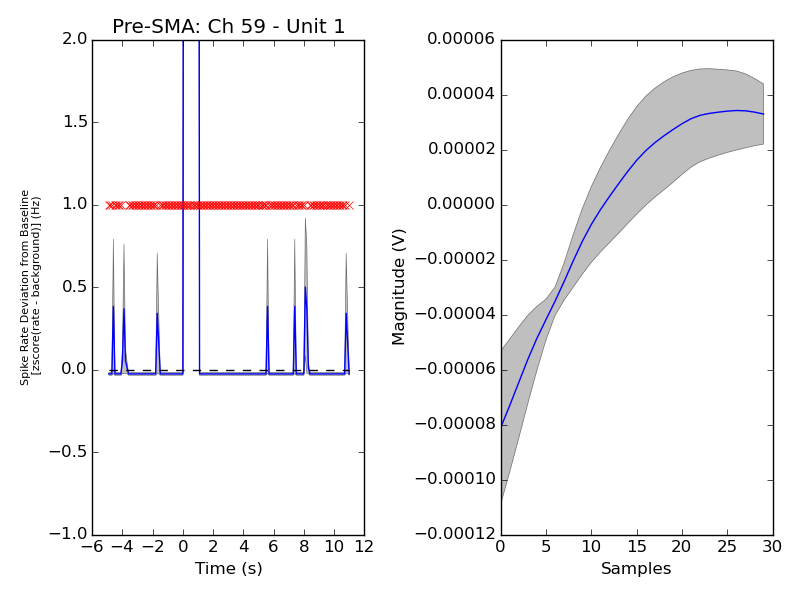 Pre-SMA: Ch 59 - Unit 1
2.0
1.5
1.0
0.5
0.0
−0.5
−1.0
−6 −4 −2 0 2 4 6 8 10 12
Time (s)
Spike Rate Deviation from Baseline
[zscore(rate - background)] (Hz)
0.00006
0.00004
0.00002
0.00000
−0.00002
−0.00004
−0.00006
−0.00008
−0.00010
−0.00012
0 5 10 15 20 25 30
Samples
Magnitude (V)